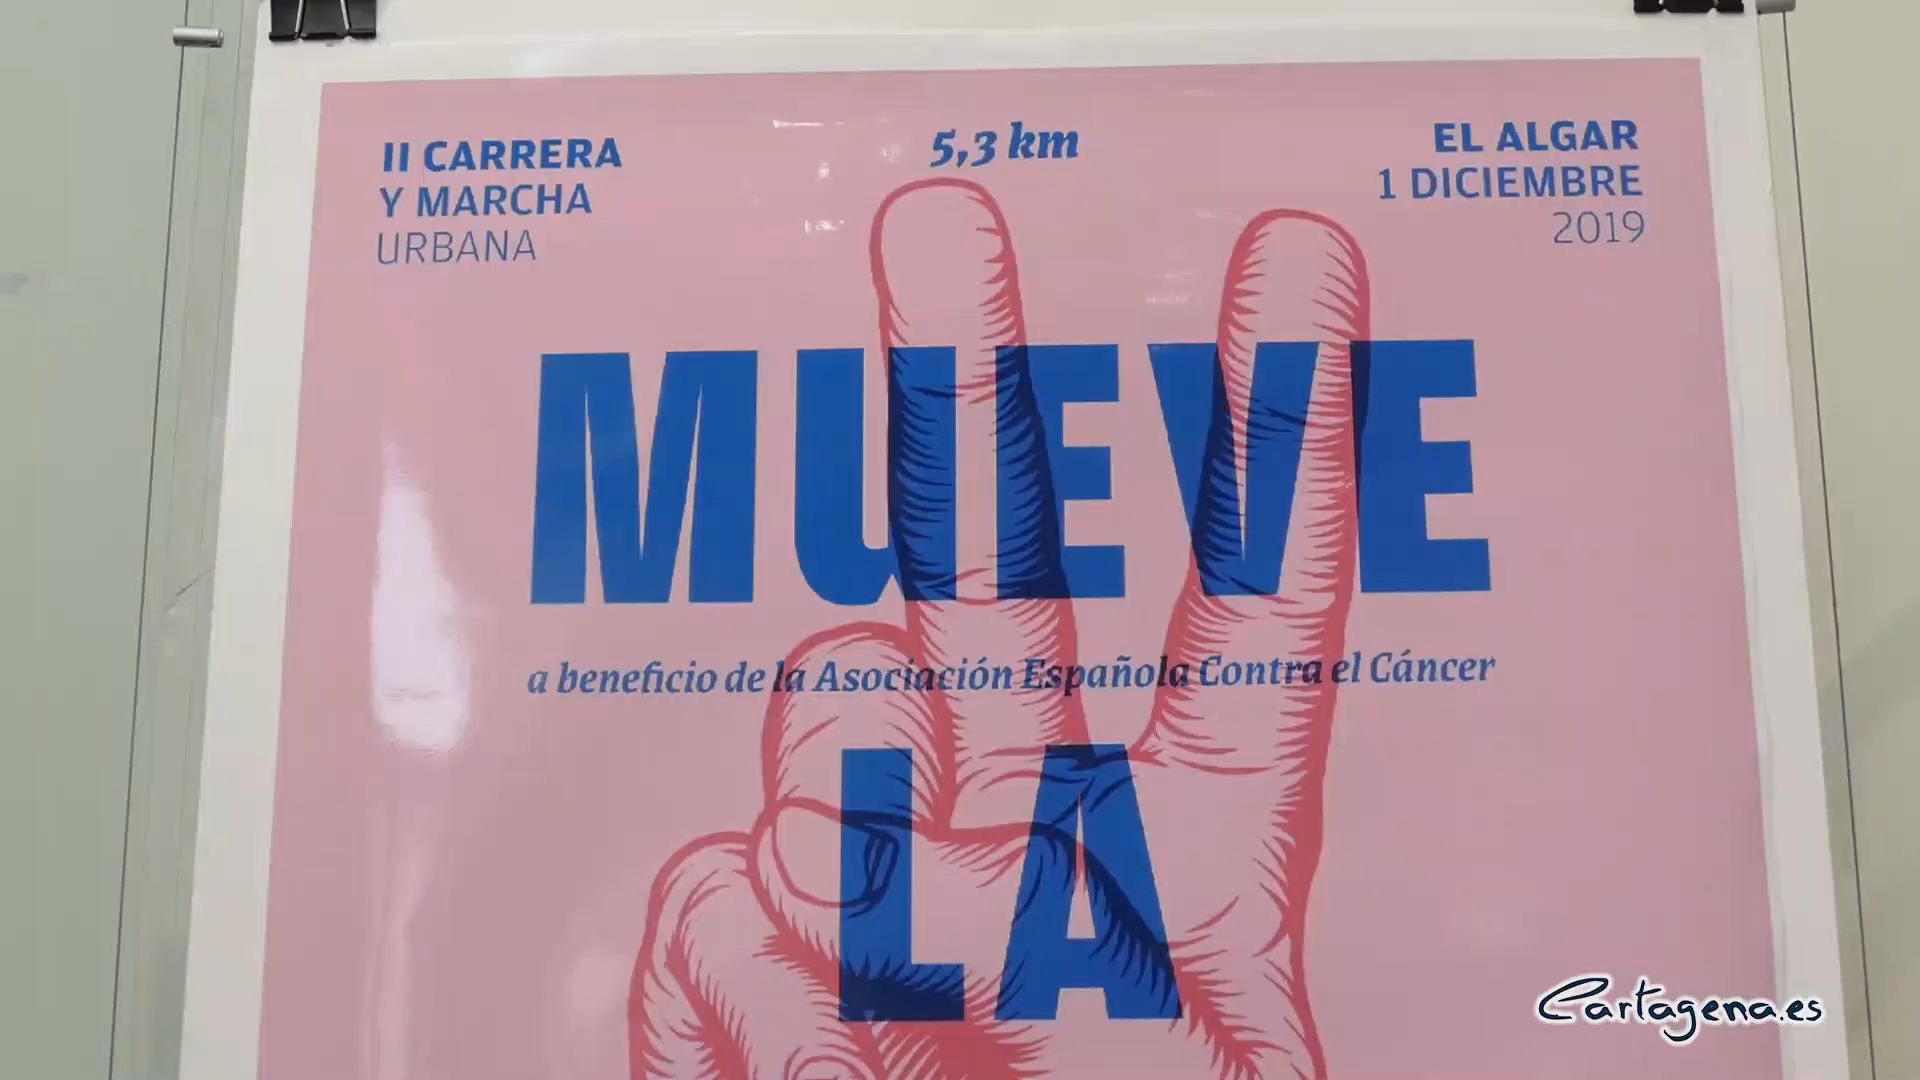 II CARRERA
Y MARCHA
URBANA
5,3 km
EL ALGAR
1 DICIEMBRE
2019
MUEVE
a beneficio de la Asociación Española Contra el Cáncer
LA
Cartagena.es